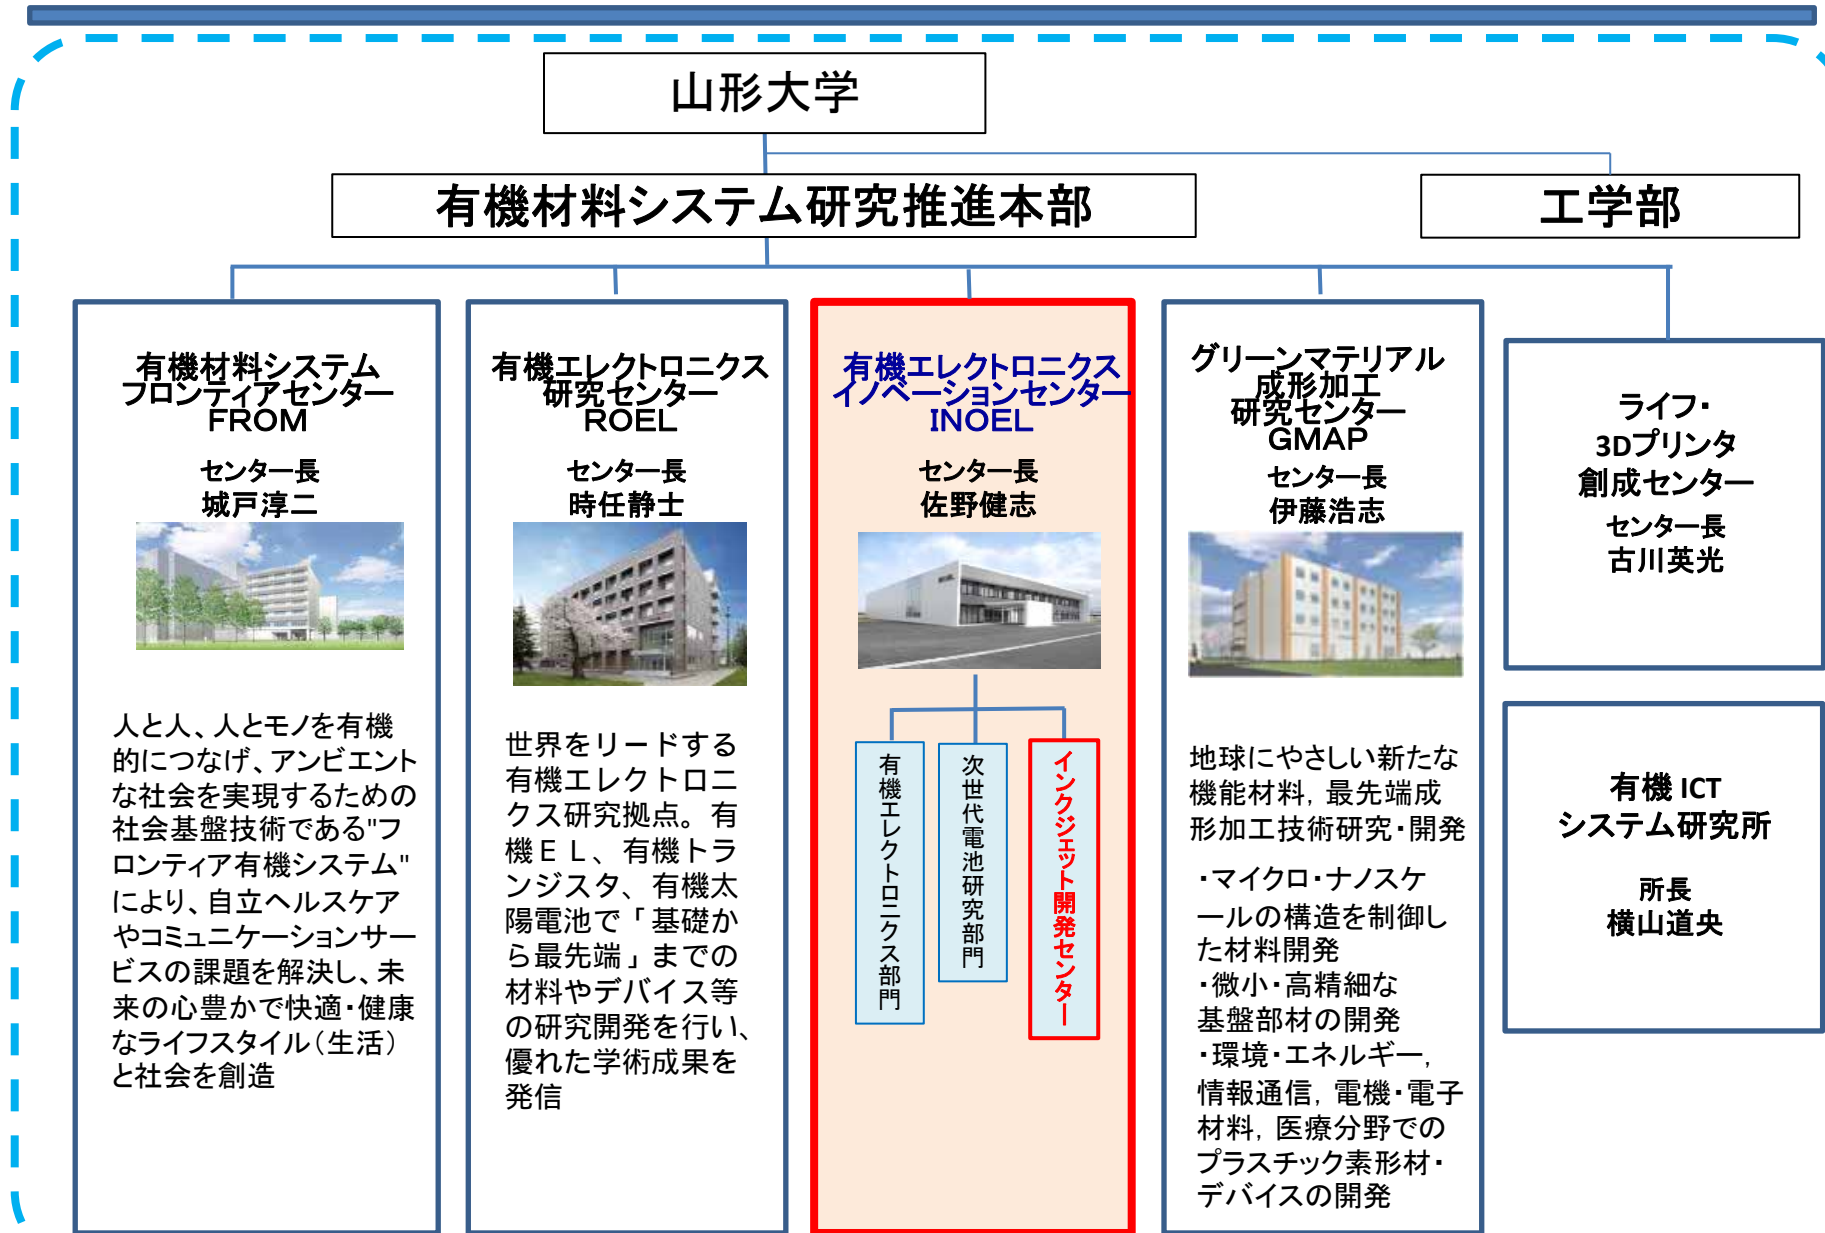 山形大学
有機材料システム研究推進本部
工学部
有機材料システム
フロンティアセンター
FROM
センター長
城戸淳二
人と人、人とモノを有機
的につなげ、アンビエント
な社会を実現するための
社会基盤技術である"フ
ロンティア有機システム"
により、自立ヘルスケア
やコミュニケーションサー
ビスの課題を解決し、未
来の心豊かで快適・健康
なライフスタイル（生活）
と社会を創造
有機エレクトロニクス
研究センター
ROEL
センター長
時任静士
世界をリードする
有機エレクトロニ
クス研究拠点。有
機ＥＬ、有機トラ
ンジスタ、有機太
陽電池で「基礎か
ら最先端」までの
材料やデバイス等
の研究開発を行い、
優れた学術成果を
発信
有機エレクトロニクス
イノベーションセンター
INOEL
センター長
佐野健志
有機エレクトロニクス部門
次世代電池研究部門
インクジェット開発センター
グリーンマテリアル
成形加工
研究センター
GMAP
センター長
伊藤浩志
地球にやさしい新たな
機能材料，最先端成
形加工技術研究・開発
・マイクロ・ナノスケ
ールの構造を制御し
た材料開発
・微小・高精細な
基盤部材の開発
・環境・エネルギー，
情報通信，電機・電子
材料，医療分野での
プラスチック素形材・
デバイスの開発
ライフ・
3Dプリンタ
創成センター
センター長
古川英光
有機 ICT
システム研究所
所長
横山道央